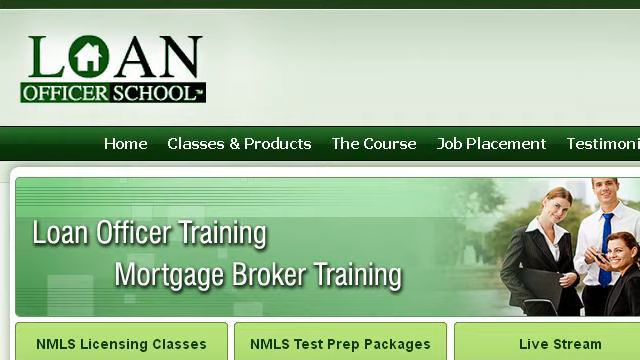 LOAN
OFFICER SCHOOL™
Home Classes & Products The Course Job Placement Testimoni
Loan Officer Training
Mortgage Broker Training
NMLS Licensing Classes NMLS Test Prep Packages Live Stream